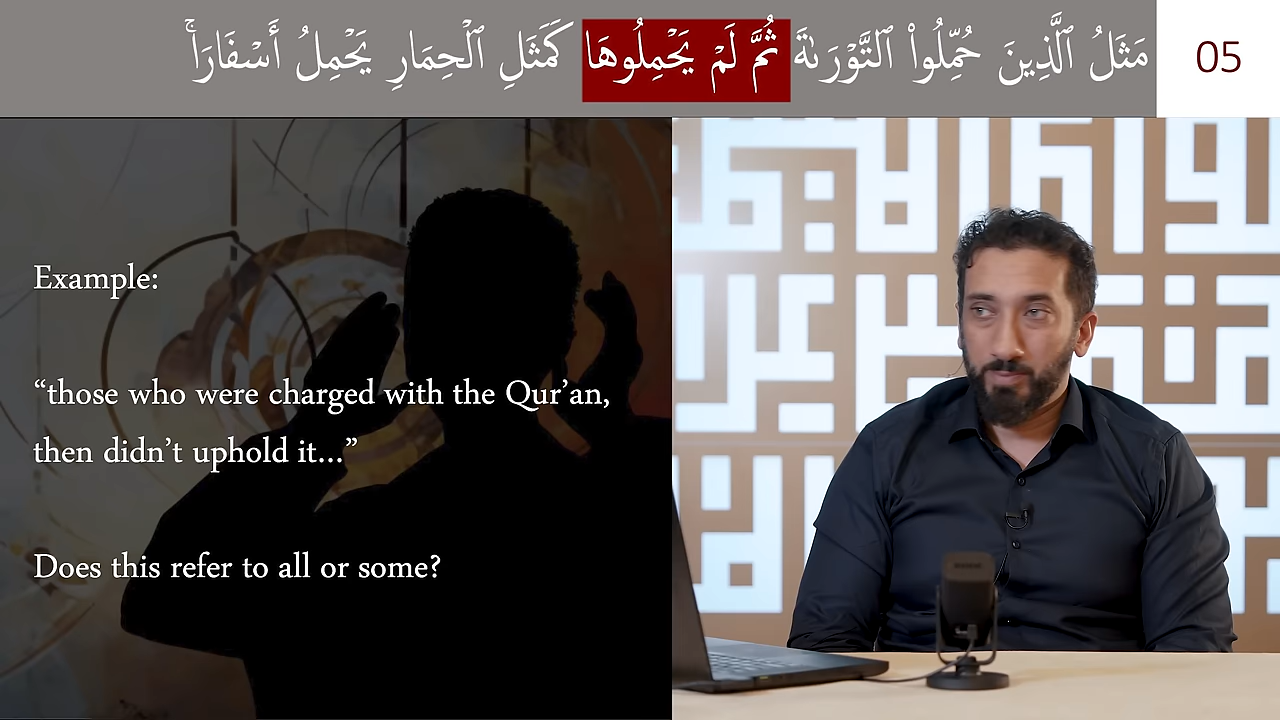 مَثَلُ ٱلَّذِينَ حُمِّلُوا۟ ٱلتَّوْرَىٰةَ ثُمَّ لَمْ يَحْمِلُوهَا كَمَثَلِ ٱلْحِمَارِ يَحْمِلُ أَسْفَارًۢا ۚ
05
Example:
“those who were charged with the Qur’an,
then didn’t uphold it...”
Does this refer to all or some?